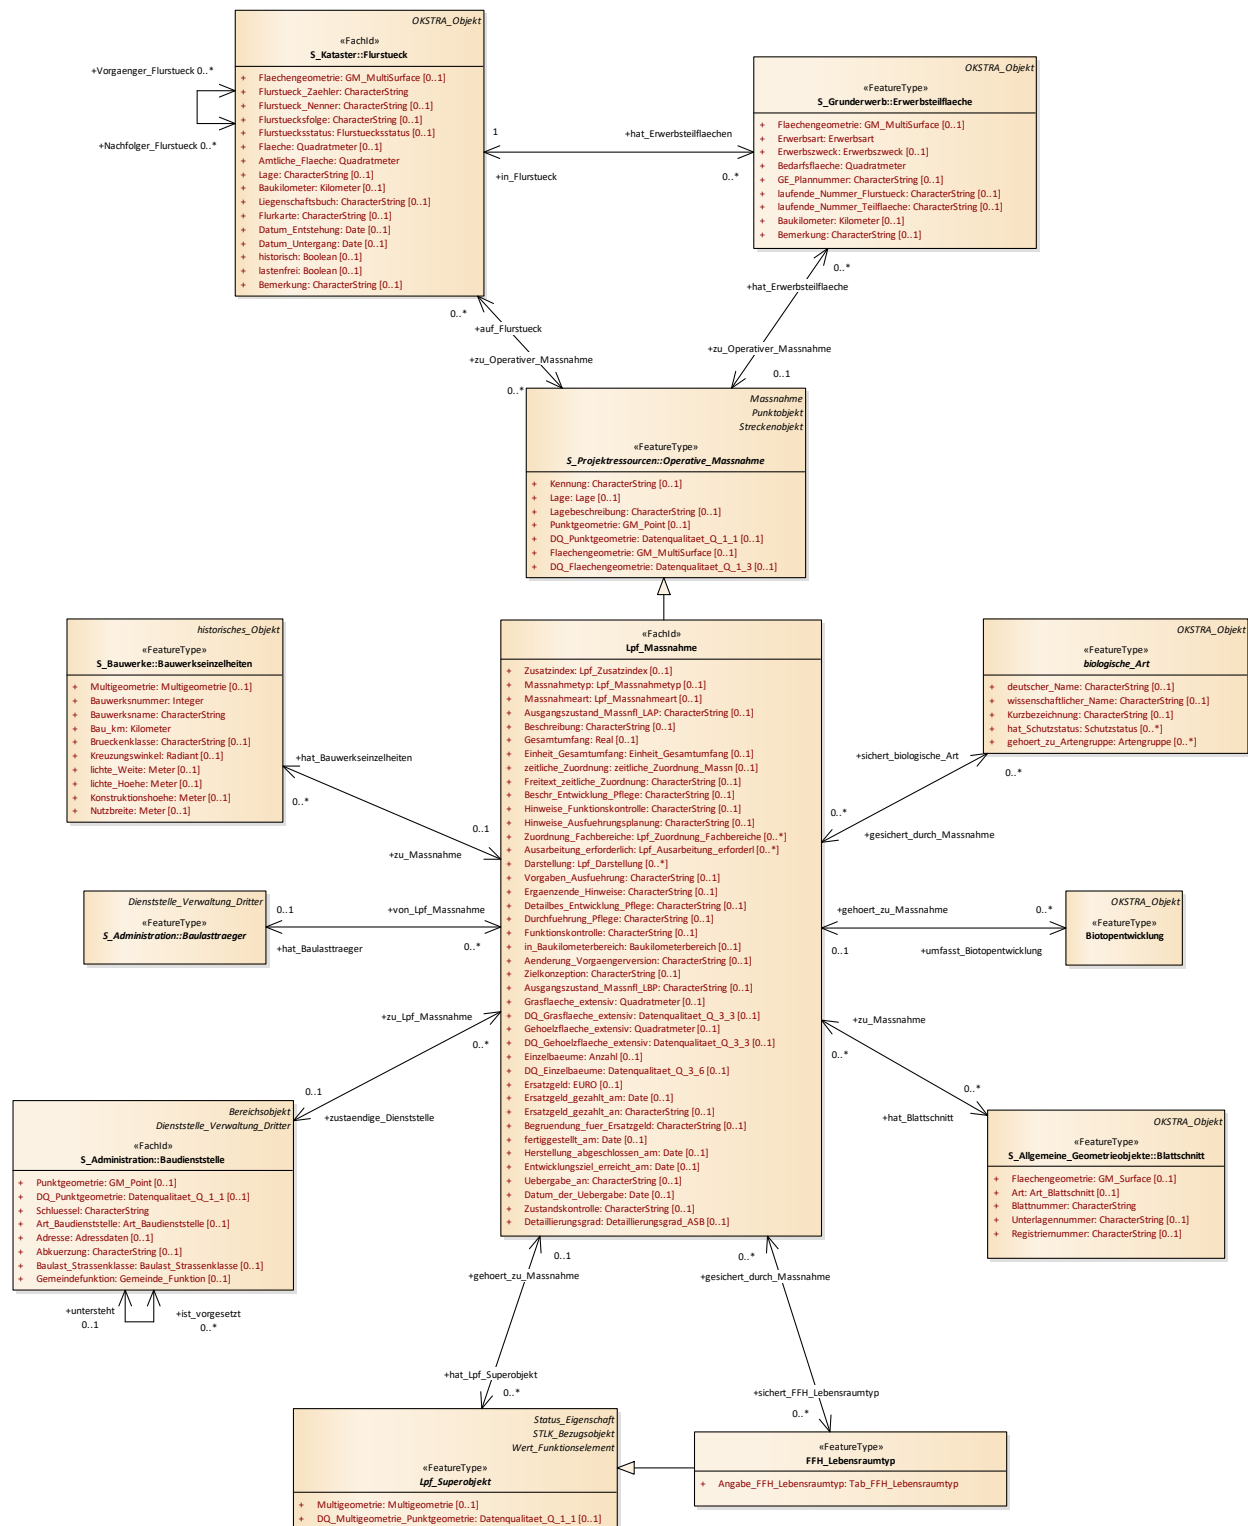 OKSTRA_Objekt
«FachId»
S_Kataster::Flurstueck
+ Flaechengeometrie: GM_MultiSurface [0..1]
+ Flurstueck_Zaehler: CharacterString
+ Flurstueck_Nenner: CharacterString [0..1]
+ Flurstuecksfolge: CharacterString [0..1]
+ Flurstuecksstatus: Flurstuecksstatus [0..1]
+ Flaeche: Quadratmeter [0..1]
+ Amtliche_Flaeche: Quadratmeter
+ Lage: CharacterString [0..1]
+ Baukilometer: Kilometer [0..1]
+ Liegenschaftsbuch: CharacterString [0..1]
+ Flurkarte: CharacterString [0..1]
+ Datum_Entstehung: Date [0..1]
+ Datum_Untergang: Date [0..1]
+ historisch: Boolean [0..1]
+ lastenfrei: Boolean [0..1]
+ Bemerkung: CharacterString [0..1]
+Vorgaenger_Flurstueck 0..*
+Nachfolger_Flurstueck 0..*
1
+in_Flurstueck
+hat_Erwerbsteilflaechen
0..*
OKSTRA_Objekt
«FeatureType»
S_Grunderwerb::Erwerbsteilflaeche
+ Flaechengeometrie: GM_MultiSurface [0..1]
+ Erwerbsart: Erwerbsart
+ Erwerbszweck: Erwerbszweck [0..1]
+ Bedarfsflaeche: Quadratmeter
+ GE_Plannummer: CharacterString [0..1]
+ laufende_Nummer_Flurstueck: CharacterString [0..1]
+ laufende_Nummer_Teilflaeche: CharacterString [0..1]
+ Baukilometer: Kilometer [0..1]
+ Bemerkung: CharacterString [0..1]
0..*
+hat_Erwerbsteilflaeche
+zu_Operativer_Massnahme
0..1
0..*
+auf_Flurstueck
+zu_Operativer_Massnahme
0..*
Massnahme
Punktobjekt
Streckenobjekt
«FeatureType»
S_Projektressourcen::Operative_Massnahme
+ Kennung: CharacterString [0..1]
+ Lage: Lage [0..1]
+ Lagebeschreibung: CharacterString [0..1]
+ Punktgeometrie: GM_Point [0..1]
+ DQ_Punktgeometrie: Datenqualitaet_Q_1_1 [0..1]
+ Flaechengeometrie: GM_MultiSurface [0..1]
+ DQ_Flaechengeometrie: Datenqualitaet_Q_1_3 [0..1]
historisches_Objekt
«FeatureType»
S_Bauwerke::Bauwerkseinzelheiten
+ Multigeometrie: Multigeometrie [0..1]
+ Bauwerksnummer: Integer
+ Bauwerksname: CharacterString
+ Bau_km: Kilometer
+ Brueckenklasse: CharacterString [0..1]
+ Kreuzungswinkel: Radiant [0..1]
+ lichte_Weite: Meter [0..1]
+ lichte_Hoehe: Meter [0..1]
+ Konstruktionshoehe: Meter [0..1]
+ Nutzbreite: Meter [0..1]
+hat_Bauwerkseinzelheiten
0..*
0..1
+zu_Massnahme
«FachId»
Lpf_Massnahme
+ Zusatzindex: Lpf_Zusatzindex [0..1]
+ Massnahmetyp: Lpf_Massnahmetyp [0..1]
+ Massnahmeart: Lpf_Massnahmeart [0..1]
+ Ausgangszustand_Massnfl_LAP: CharacterString [0..1]
+ Beschreibung: CharacterString [0..1]
+ Gesamtumfang: Real [0..1]
+ Einheit_Gesamtumfang: Einheit_Gesamtumfang [0..1]
+ zeitliche_Zuordnung: zeitliche_Zuordnung_Massn [0..1]
+ Freitext_zeitliche_Zuordnung: CharacterString [0..1]
+ Beschr_Entwicklung_Pflege: CharacterString [0..1]
+ Hinweise_Funktionskontrolle: CharacterString [0..1]
+ Hinweise_Ausfuehrungsplanung: CharacterString [0..1]
+ Zuordnung_Fachbereiche: Lpf_Zuordnung_Fachbereiche [0..*]
+ Ausarbeitung_erforderlich: Lpf_Ausarbeitung_erforderl [0..*]
+ Darstellung: Lpf_Darstellung [0..*]
+ Vorgaben_Ausfuehrung: CharacterString [0..1]
+ Ergaenzende_Hinweise: CharacterString [0..1]
+ Detailbes_Entwicklung_Pflege: CharacterString [0..1]
+ Durchfuehrung_Pflege: CharacterString [0..1]
+ Funktionskontrolle: CharacterString [0..1]
+ in_Baukilometerbereich: Baukilometerbereich [0..1]
+ Aenderung_Vorgaengerversion: CharacterString [0..1]
+ Zielkonzeption: CharacterString [0..1]
+ Ausgangszustand_Massnfl_LBP: CharacterString [0..1]
+ Grasflaeche_extensiv: Quadratmeter [0..1]
+ DQ_Grasflaeche_extensiv: Datenqualitaet_Q_3_3 [0..1]
+ Gehoelzflaeche_extensiv: Quadratmeter [0..1]
+ DQ_Gehoelzflaeche_extensiv: Datenqualitaet_Q_3_3 [0..1]
+ Einzelbaeume: Anzahl [0..1]
+ DQ_Einzelbaeume: Datenqualitaet_Q_3_6 [0..1]
+ Ersatzgeld: EURO [0..1]
+ Ersatzgeld_gezahlt_am: Date [0..1]
+ Ersatzgeld_gezahlt_an: CharacterString [0..1]
+ Begruendung_fuer_Ersatzgeld: CharacterString [0..1]
+ fertiggestellt_am: Date [0..1]
+ Herstellung_abgeschlossen_am: Date [0..1]
+ Entwicklungsziel_erreicht_am: Date [0..1]
+ Uebergabe_an: CharacterString [0..1]
+ Datum_der_Uebergabe: Date [0..1]
+ Zustandskontrolle: CharacterString [0..1]
+ Detaillierungsgrad: Detaillierungsgrad_ASB [0..1]
OKSTRA_Objekt
«FeatureType»
biologische_Art
+ deutscher_Name: CharacterString [0..1]
+ wissenschaftlicher_Name: CharacterString [0..1]
+ Kurzbezeichnung: CharacterString [0..1]
+ hat_Schutzstatus: Schutzstatus [0..*]
+ gehoert_zu_Artengruppe: Artengruppe [0..*]
+sichert_biologische_Art
0..*
0..*
+gesichert_durch_Massnahme
Dienststelle_Verwaltung_Dritter
«FeatureType»
S_Administration::Baulasttraeger
0..1
+hat_Baulasttraeger
+von_Lpf_Massnahme
0..*
+gehoert_zu_Massnahme
0..1
0..*
+umfasst_Biotopentwicklung
OKSTRA_Objekt
«FeatureType»
Biotopentwicklung
+zu_Lpf_Massnahme
0..*
0..1
+zustaendige_Dienststelle
+zu_Massnahme
0..*
0..*
+hat_Blattschnitt
Bereichsobjekt
Dienststelle_Verwaltung_Dritter
«FachId»
S_Administration::Baudienststelle
+ Punktgeometrie: GM_Point [0..1]
+ DQ_Punktgeometrie: Datenqualitaet_Q_1_1 [0..1]
+ Schluessel: CharacterString
+ Art_Baudienststelle: Art_Baudienststelle [0..1]
+ Adresse: Adressdaten [0..1]
+ Abkuerzung: CharacterString [0..1]
+ Baulast_Strassenklasse: Baulast_Strassenklasse [0..1]
+ Gemeindefunktion: Gemeinde_Funktion [0..1]
+untersteht
0..1
+ist_vorgesetzt
0..*
OKSTRA_Objekt
«FeatureType»
S_Allgemeine_Geometrieobjekte::Blattschnitt
+ Flaechengeometrie: GM_Surface [0..1]
+ Art: Art_Blattschnitt [0..1]
+ Blattnummer: CharacterString
+ Unterlagennummer: CharacterString [0..1]
+ Registriernummer: CharacterString [0..1]
0..1
+gehoert_zu_Massnahme
+hat_Lpf_Superobjekt
0..*
0..*
+gesichert_durch_Massnahme
+sichert_FFH_Lebensraumtyp
0..*
Status_Eigenschaft
STLK_Bezugsobjekt
Wert_Funktionselement
«FeatureType»
Lpf_Superobjekt
+ Multigeometrie: Multigeometrie [0..1]
+ DQ_Multigeometrie_Punktgeometrie: Datenqualitaet_Q_1_1 [0..1]
«FeatureType»
FFH_Lebensraumtyp
+ Angabe_FFH_Lebensraumtyp: Tab_FFH_Lebensraumtyp